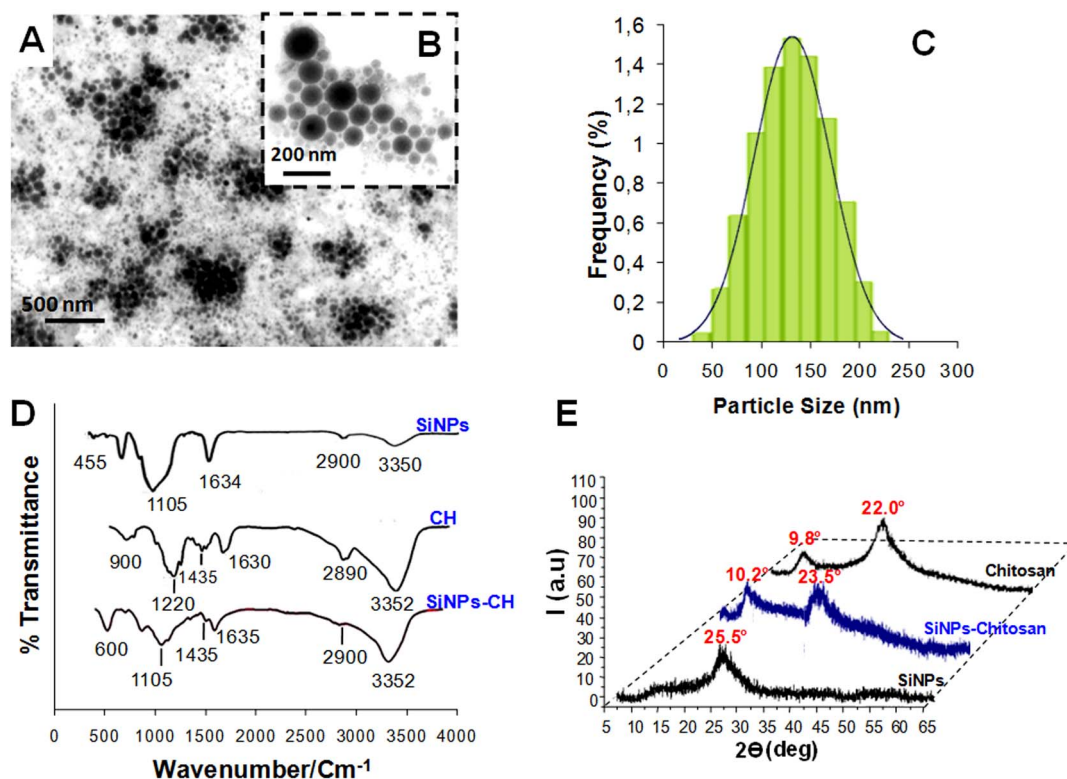 A
B
200 nm
500 nm
C
Frequency (%)
1,6
1,4
1,2
1
0,8
0,6
0,4
0,2
0
0
50
100
150
200
250
300
Particle Size (nm)
D
% Transmittance
SiNPs
455
1105
1634
2900
3350
CH
900
1220
1435
1630
2890
3352
SiNPs-CH
600
1105
1435
1635
2900
3352
0
500
1000
1500
2000
2500
3000
3500
4000
Wavenumber/Cm-1
E
I (a.u)
110
100
90
80
70
60
50
40
30
20
10
0
9.8º
22.0º
Chitosan
10.2º
23.5º
SiNPs-Chitosan
25.5º
SiNPs
5
10
15
20
25
30
35
40
45
50
55
60
65
2Θ (deg)